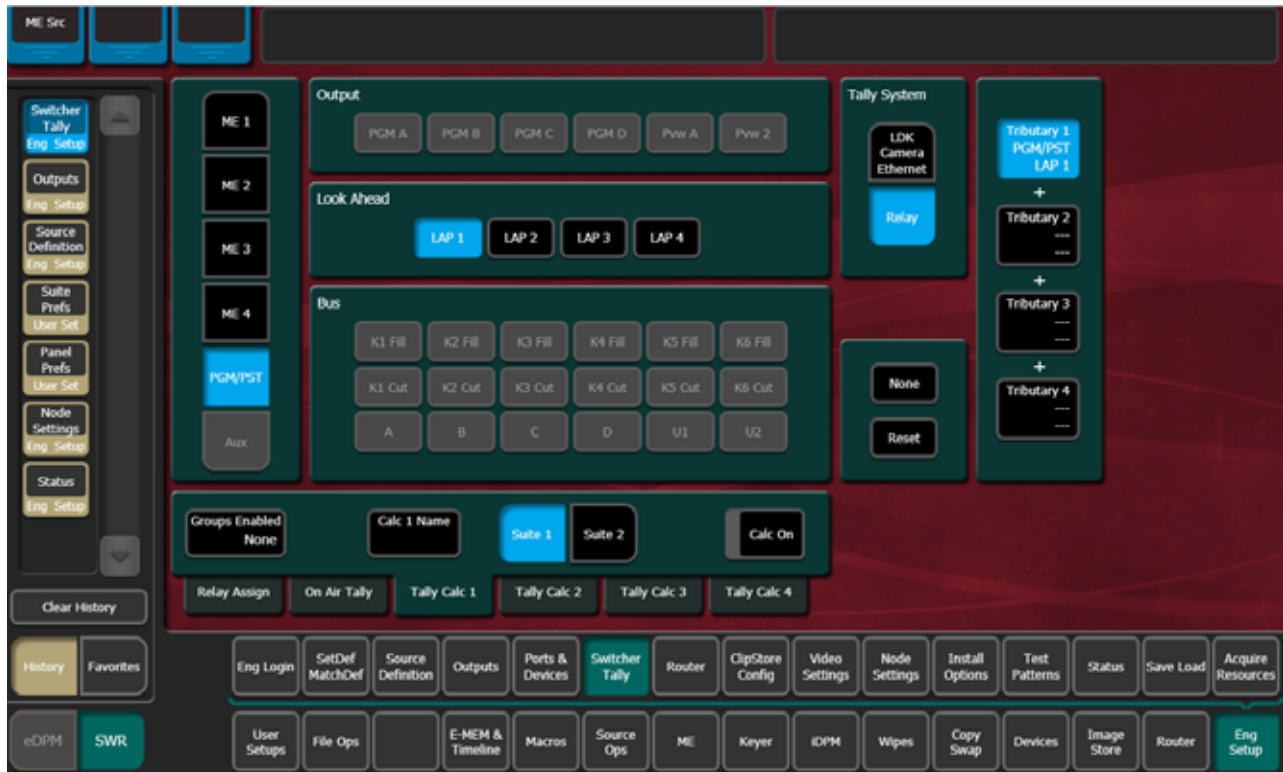 ME Src
Switcher
Tally
Eng Setup
Outputs
Eng Setup
Source
Definition
Eng Setup
Suite
Prefs
User Set
Panel
Prefs
User Set
Node
Settings
Eng Setup
Status
Eng Setup
Clear History
History
Favorites
eDPM
SWR
ME 1
ME 2
ME 3
ME 4
PGM/PST
Aux
Output
PGM A
PGM B
PGM C
PGM D
Pvw A
Pvw 2
Look Ahead
LAP 1
LAP 2
LAP 3
LAP 4
Bus
K1 Fill
K2 Fill
K3 Fill
K4 Fill
K5 Fill
K6 Fill
K1 Cut
K2 Cut
K3 Cut
K4 Cut
K5 Cut
K6 Cut
A
B
C
D
U1
U2
Tally System
LDK
Camera
Ethernet
Relay
None
Reset
Tributary 1
PGM/PST
LAP 1
+
Tributary 2
---
---
+
Tributary 3
---
---
+
Tributary 4
---
---
Groups Enabled
None
Calc 1 Name
Suite 1
Suite 2
Calc On
Relay Assign
On Air Tally
Tally Calc 1
Tally Calc 2
Tally Calc 3
Tally Calc 4
Eng Login
SetDef
MatchDef
Source
Definition
Outputs
Ports &
Devices
Switcher
Tally
Router
ClipStore
Config
Video
Settings
Node
Settings
Install
Options
Test
Patterns
Status
Save Load
Acquire
Resources
User
Setups
File Ops
E-MEM &
Timeline
Macros
Source
Ops
ME
Keyer
iDPM
Wipes
Copy
Swap
Devices
Image
Store
Router
Eng
Setup